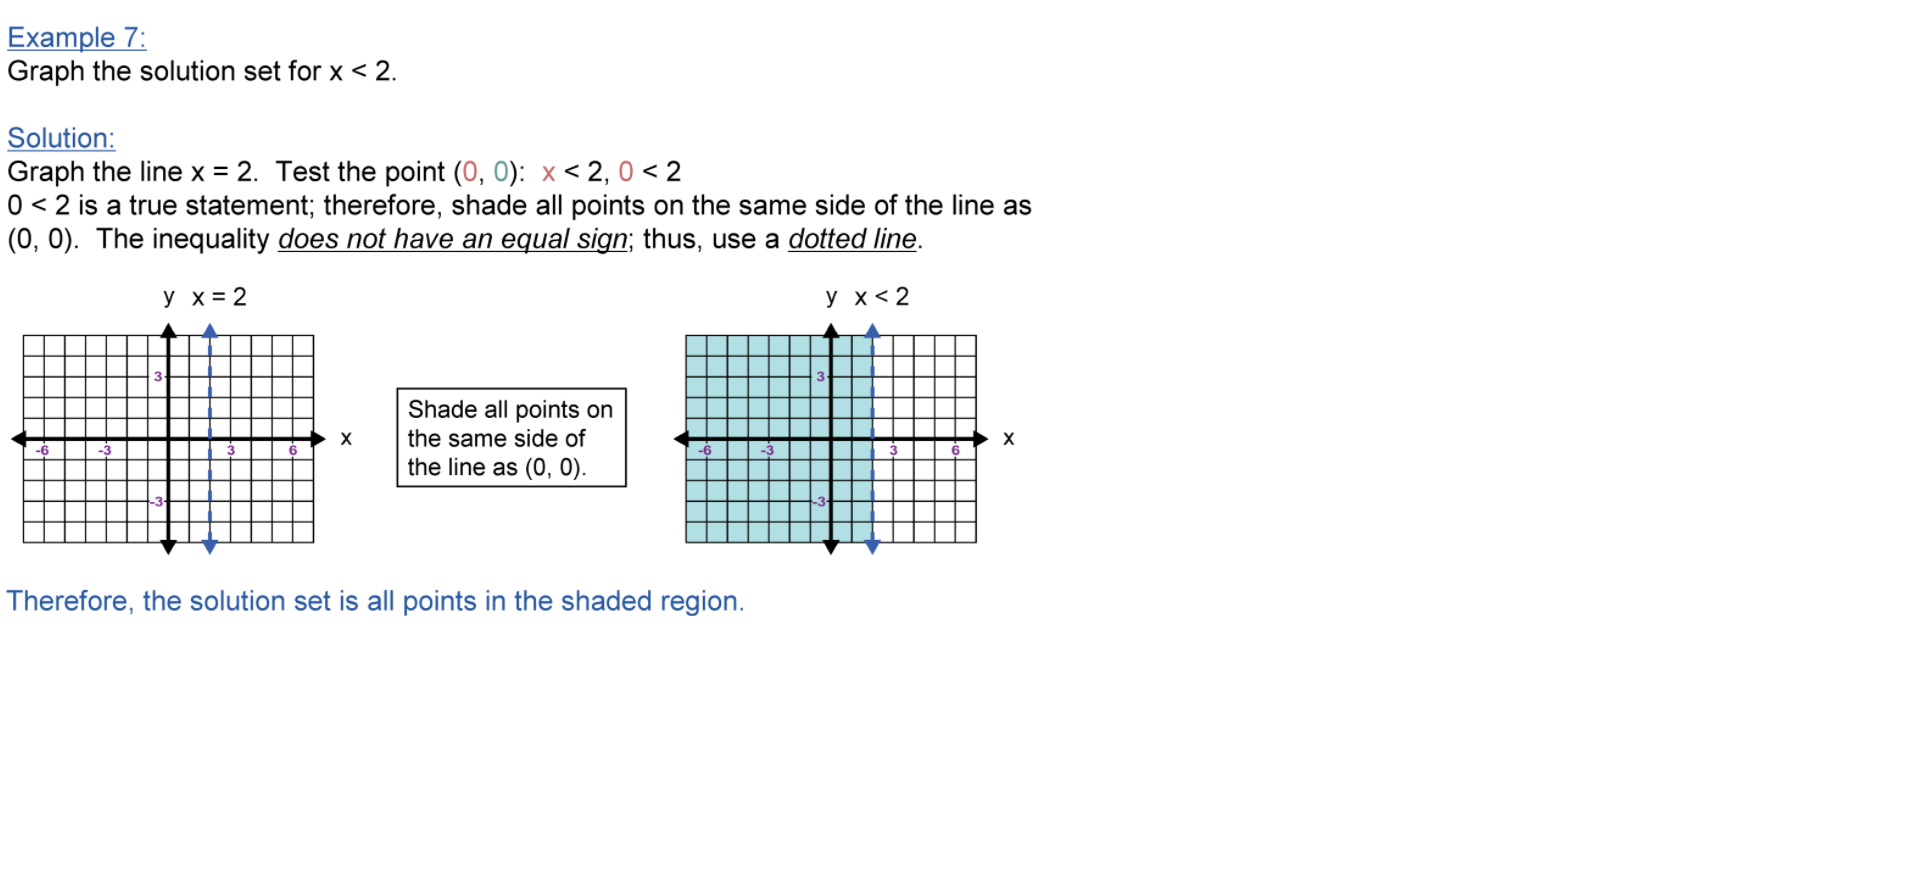 Example 7:
Graph the solution set for x < 2.
Solution:
Graph the line x = 2.  Test the point (0, 0):  x < 2, 0 < 2
0 < 2 is a true statement; therefore, shade all points on the same side of the line as
(0, 0).  The inequality does not have an equal sign; thus, use a dotted line.
y x = 2
3
x
-6 -3 3 6
-3
Shade all points on
the same side of
the line as (0, 0).
y x < 2
3
x
-6 -3 3 6
-3
Therefore, the solution set is all points in the shaded region.